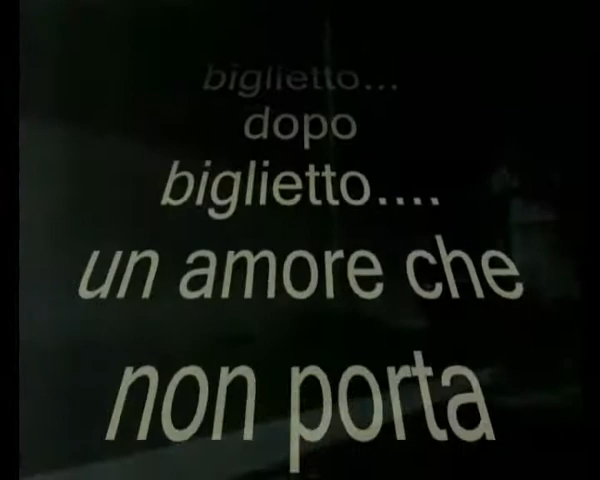 biglietto...
dopo
biglietto....
un amore che
non porta